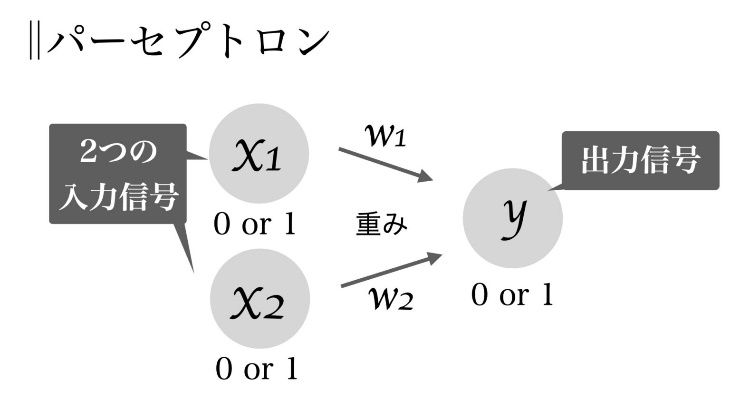 パーセプトロン
2つの
入力信号
x1
0 or 1
x2
0 or 1
w1
重み
w2
出力信号
y
0 or 1